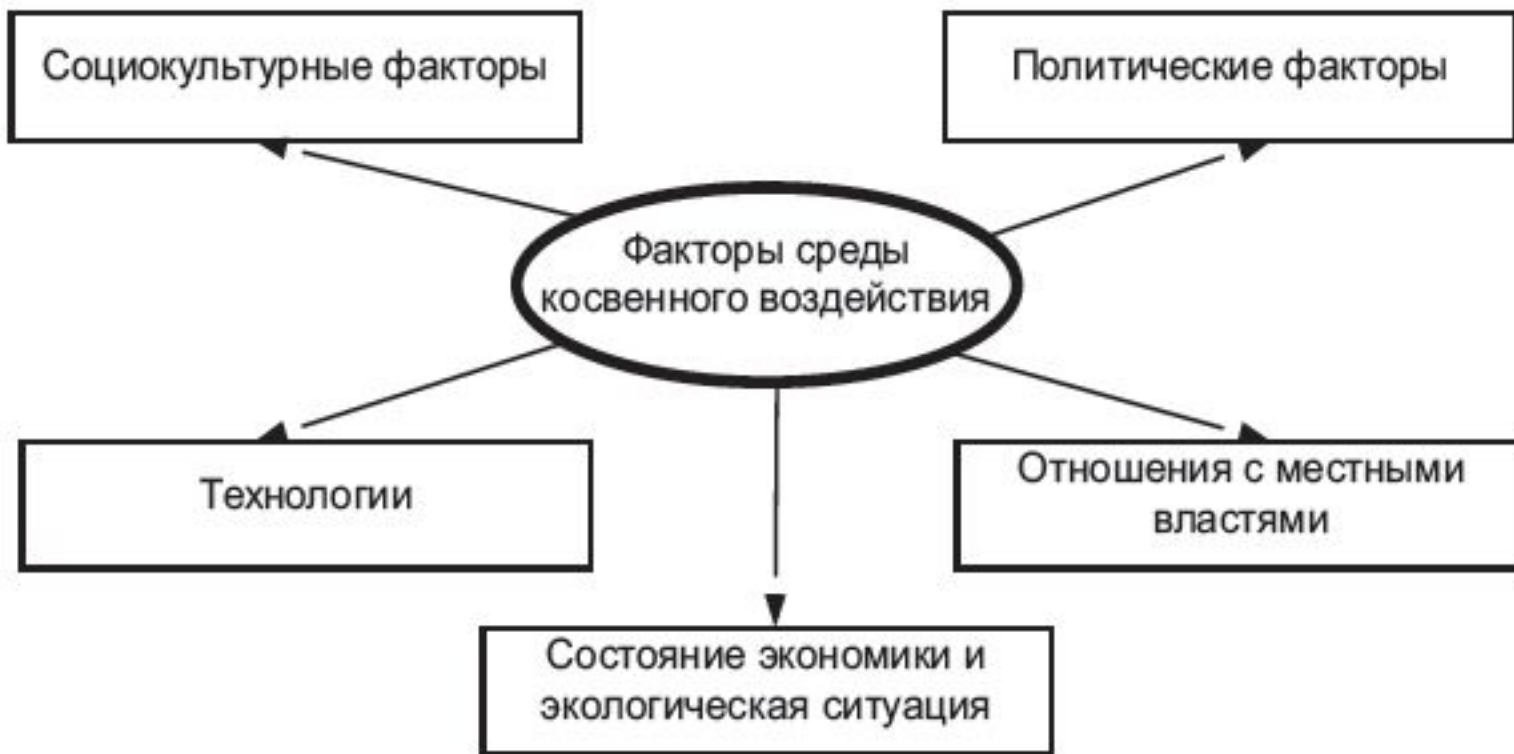 Социокультурные факторы
Политические факторы
Факторы среды
косвенного воздействия
Технологии
Отношения с местными
властями
Состояние экономики и
экологическая ситуация